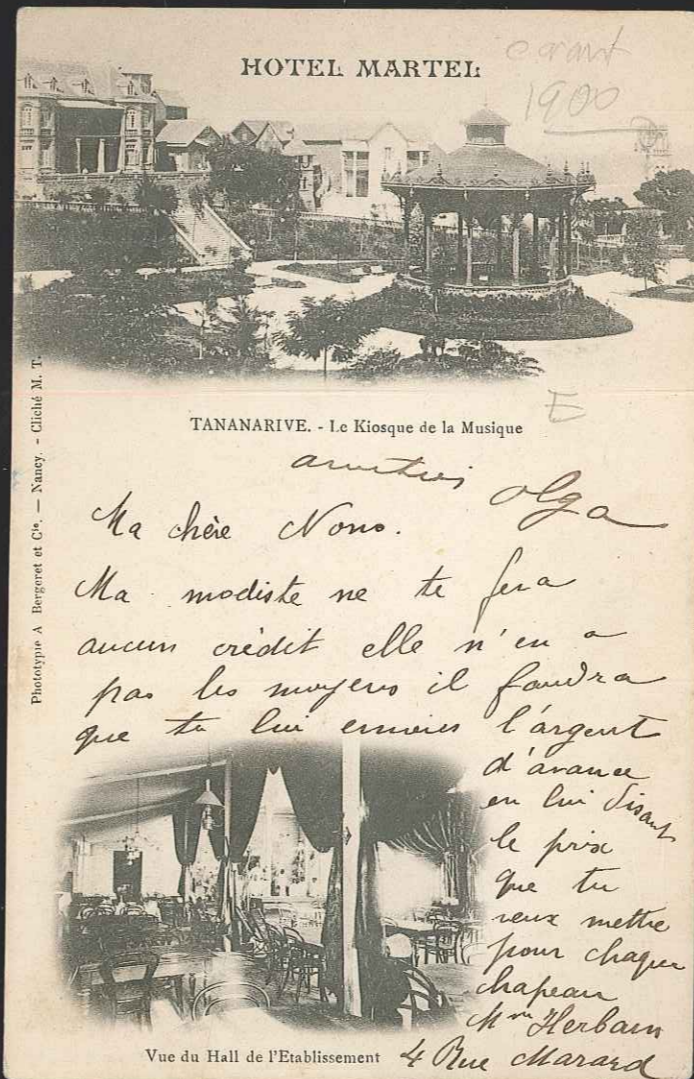 HOTEL MARTEL
avant
1900
TANANARIVE. - Le Kiosque de la Musique
E
Phototypie A Bergeret et Cie. — Nancy. - Cliché M. T.
amitiés Olga
Ma chère Nono.
Ma modiste ne te fera
aucun crédit elle n'en a
pas les moyens il faudra
que tu lui envoies l'argent
d'avance
en lui disant
le prix
que tu
veux mettre
pour chaque
chapeau
Mme Herbain
4 Rue Marard
Vue du Hall de l'Etablissement